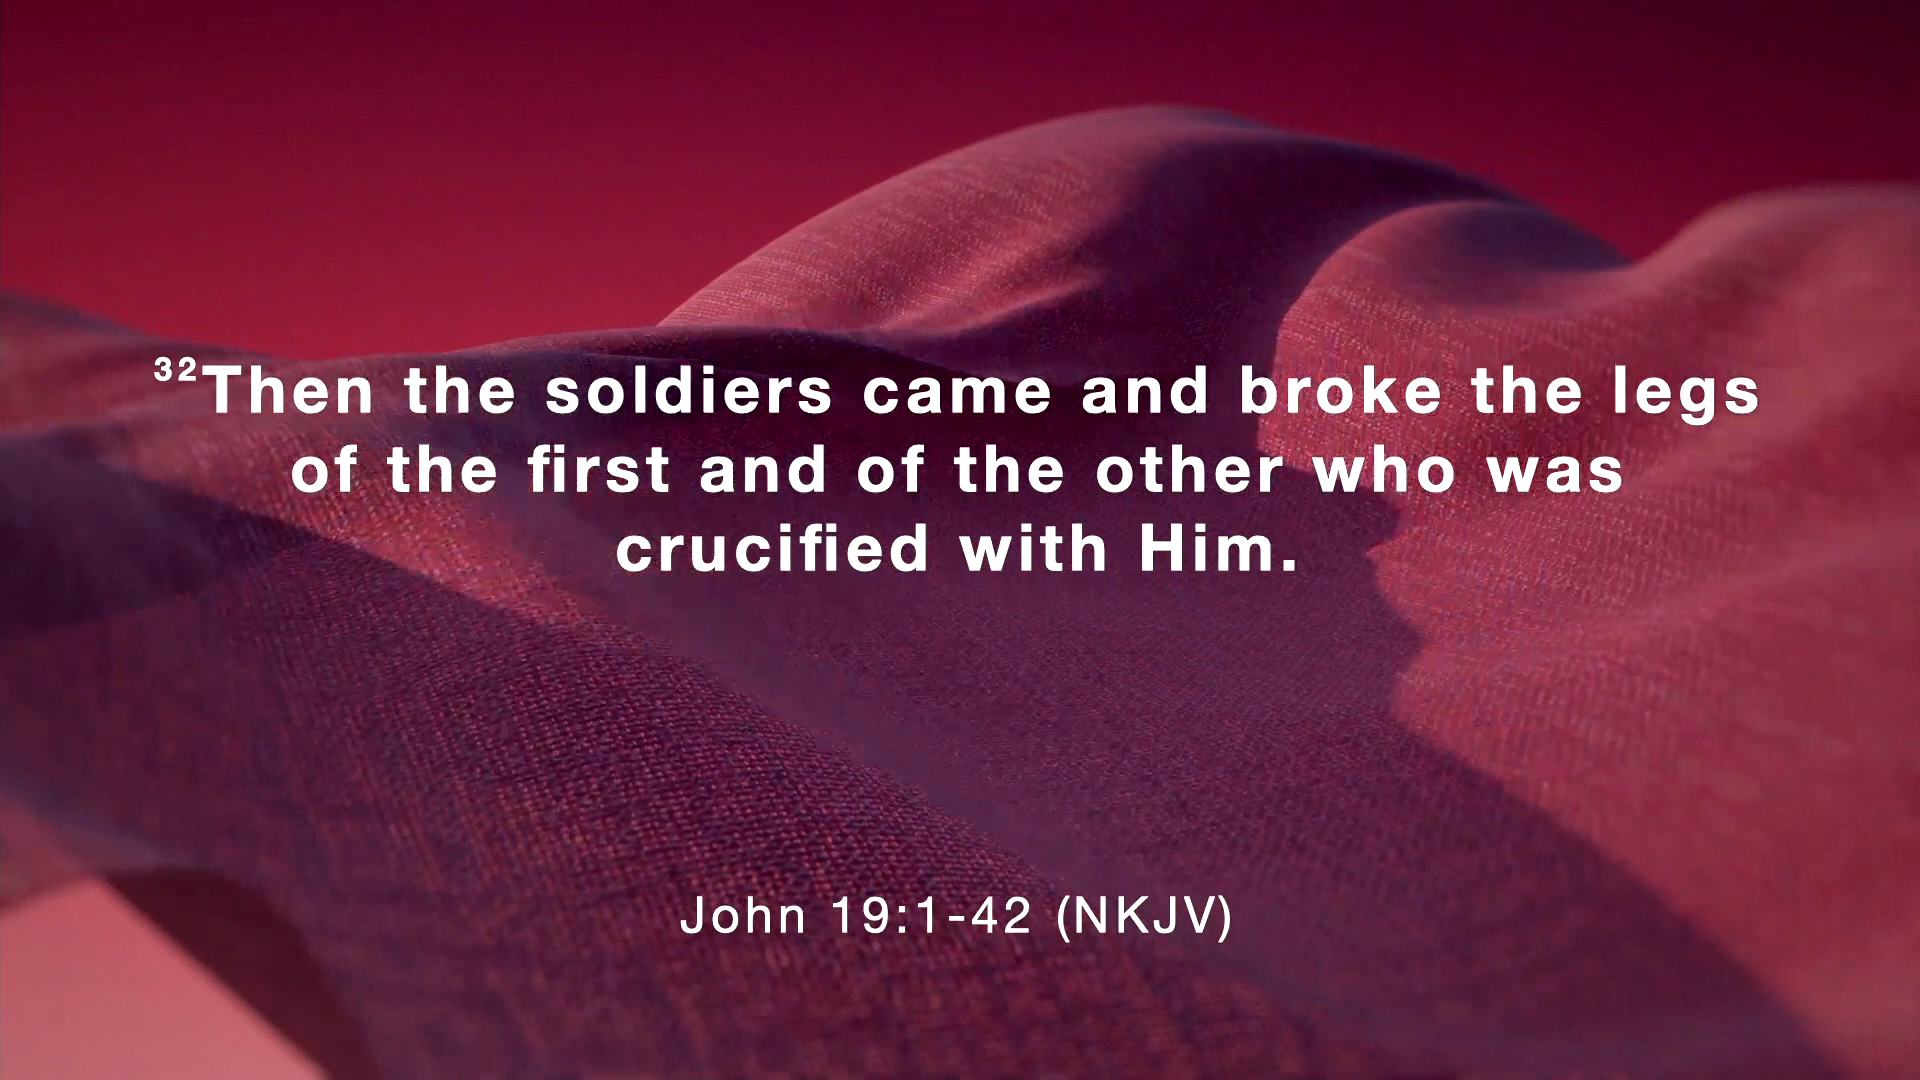 32Then the soldiers came and broke the legs
of the first and of the other who was
crucified with Him.
John 19:1-42 (NKJV)